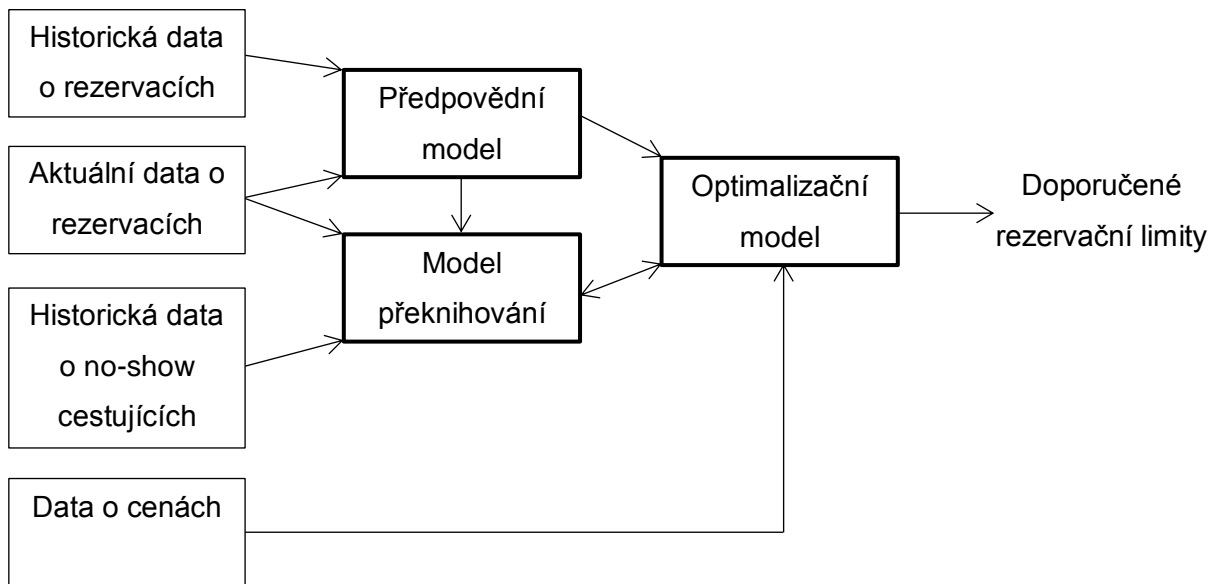 Historická data
o rezervacích
Předpovědní
model
Aktuální data o
rezervacích
Optimalizační
model
Doporučené
rezervační limity
Model
překnihování
Historická data
o no-show
cestujících
Data o cenách